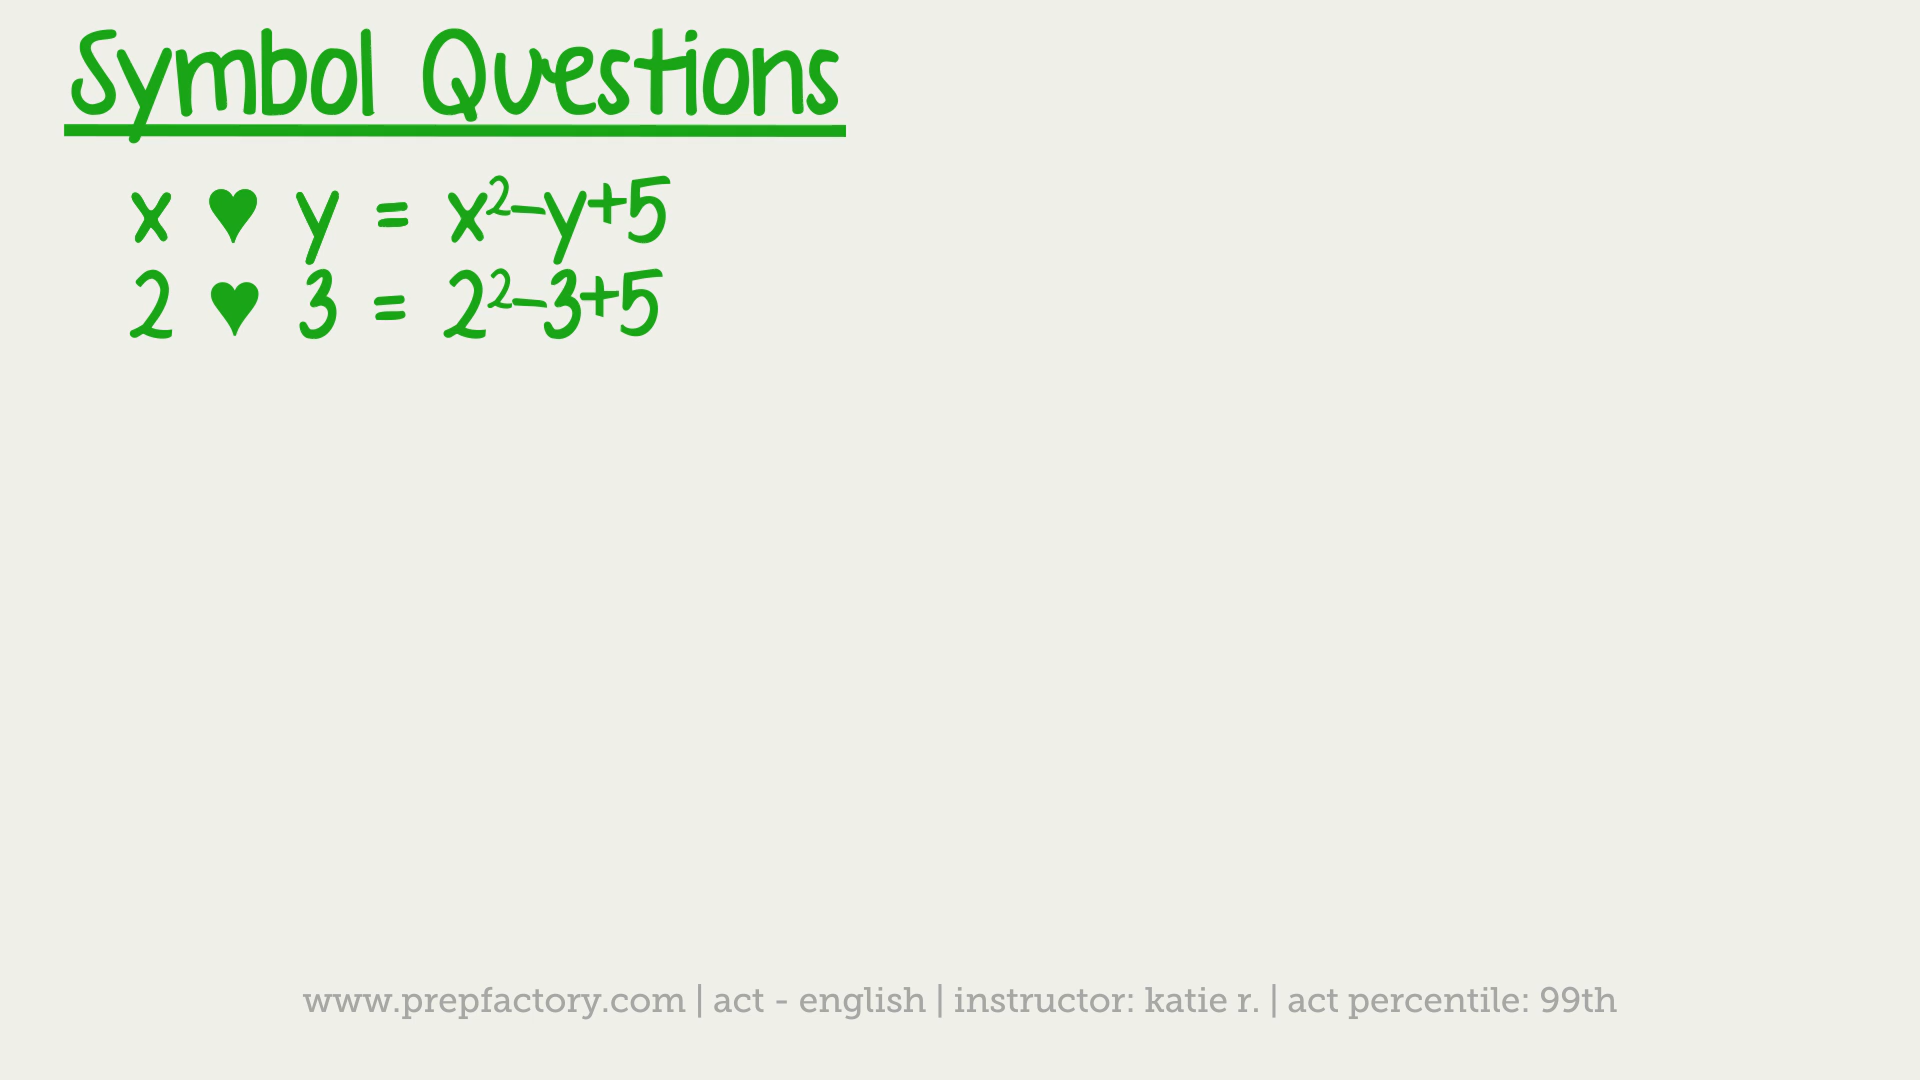 Symbol Questions
x ♥ y = x²-y+5
2 ♥ 3 = 2²-3+5
www.prepfactory.com | act - english | instructor: katie r. | act percentile: 99th